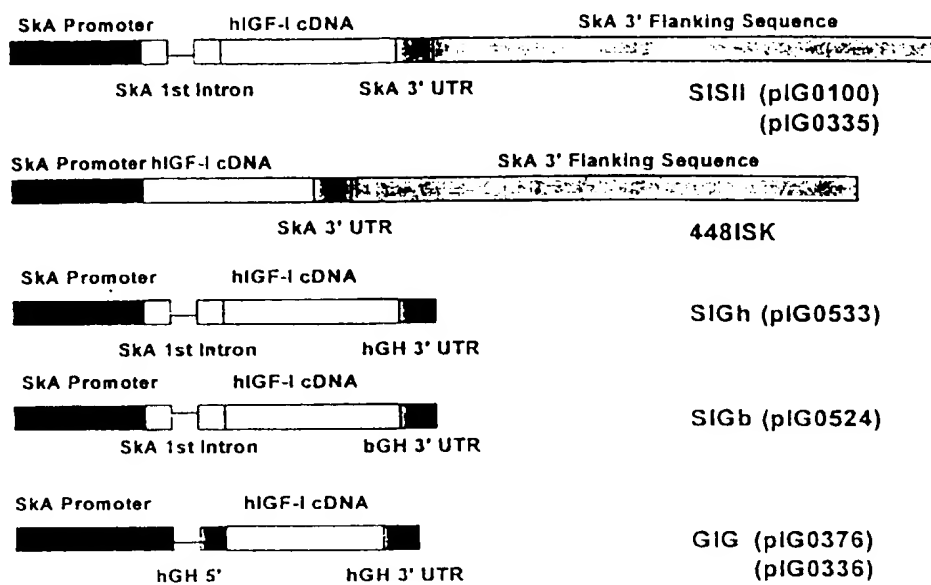 SkA Promoter hIGF-I cDNA SkA 3' Flanking Sequence
SkA 1st Intron SkA 3' UTR
SISII (pIG0100)
(pIG0335)
SkA Promoter hIGF-I cDNA SkA 3' Flanking Sequence
SkA 3' UTR
448ISK
SkA Promoter hIGF-I cDNA
SIGh (pIG0533)
SkA 1st Intron hGH 3' UTR
SkA Promoter hIGF-I cDNA
SIGb (pIG0524)
SkA 1st Intron bGH 3' UTR
SkA Promoter hIGF-I cDNA
GIG (pIG0376)
hGH 5' hGH 3' UTR (pIG0336)